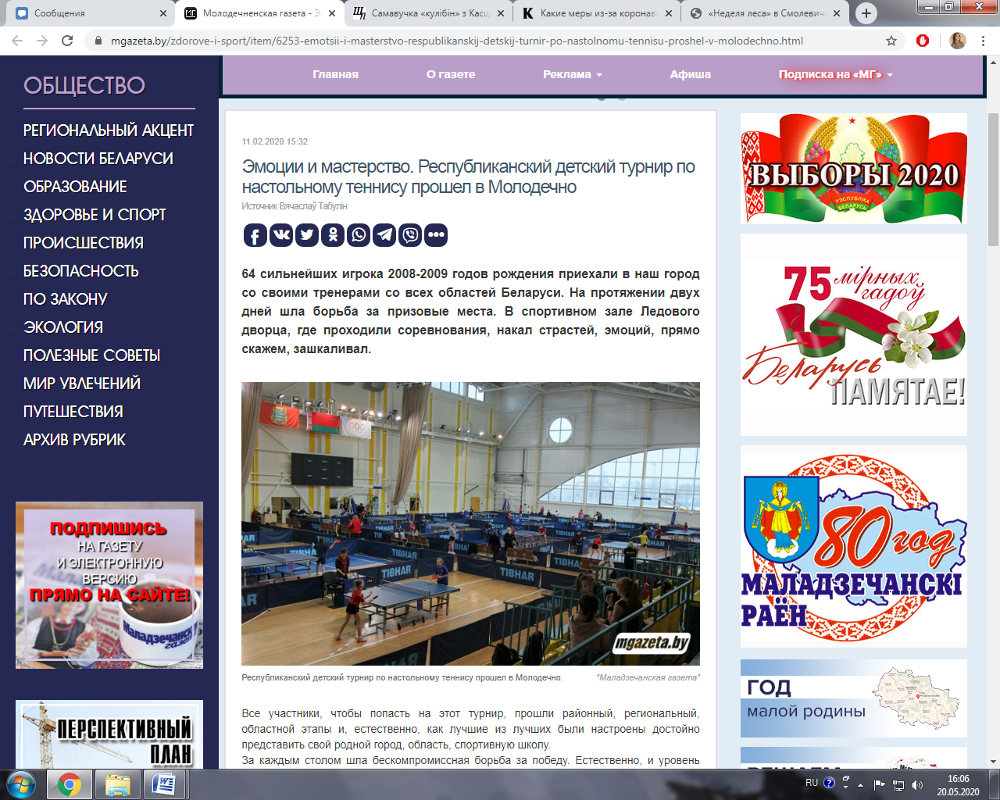 Сообщения
Молодечненская газета - Э
Самавучка «кулібін» з Касц
Какие меры из-за коронав
«Неделя леса» в Смолевич
mgazeta.by/zdorove-i-sport/item/6253-emotsii-i-masterstvo-respublikanskij-detskij-turnir-po-nastolnomu-tennisu-proshel-v-molodechno.html
Главная О газете Реклама Афиша Подписка на «МГ»
ОБЩЕСТВО
РЕГИОНАЛЬНЫЙ АКЦЕНТ
НОВОСТИ БЕЛАРУСИ
ОБРАЗОВАНИЕ
ЗДОРОВЬЕ И СПОРТ
ПРОИСШЕСТВИЯ
БЕЗОПАСНОСТЬ
ПО ЗАКОНУ
ЭКОЛОГИЯ
ПОЛЕЗНЫЕ СОВЕТЫ
МИР УВЛЕЧЕНИЙ
ПУТЕШЕСТВИЯ
АРХИВ РУБРИК
ПОДПИШИСЬ
НА ГАЗЕТУ
И ЭЛЕКТРОННУЮ
ВЕРСИЮ
ПРЯМО НА САЙТЕ!
Маладзечанск
газет
ПЕРСПЕКТИВНЫЙ
ПЛАН
11.02.2020 15:32
Эмоции и мастерство. Республиканский детский турнир по
настольному теннису прошел в Молодечно
Источник Вячаслаў Табулін
64 сильнейших игрока 2008-2009 годов рождения приехали в наш город
со своими тренерами со всех областей Беларуси. На протяжении двух
дней шла борьба за призовые места. В спортивном зале Ледового
дворца, где проходили соревнования, накал страстей, эмоций, прямо
скажем, зашкаливал.
TIBHAR
TIBHAR
TIBHAR
TIBHAR
mgazeta.by
Республиканский детский турнир по настольному теннису прошел в Молодечно. "Маладзечанская газета"
Все участники, чтобы попасть на этот турнир, прошли районный, региональный,
областной этапы и, естественно, как лучшие из лучших были настроены достойно
представить свой родной город, область, спортивную школу.
За каждым столом шла бескомпромиссная борьба за победу. Естественно, и уровень
ВЫБОРЫ 2020
РЭСПУБЛІКА
БЕЛАРУСЬ
75 мірных
гадоў
Беларусь
ПАМЯТАЕ!
80 год
МАЛАДЗЕЧАНСКІ
РАЁН
ГОД
малой родины
RU
16:06
20.05.2020